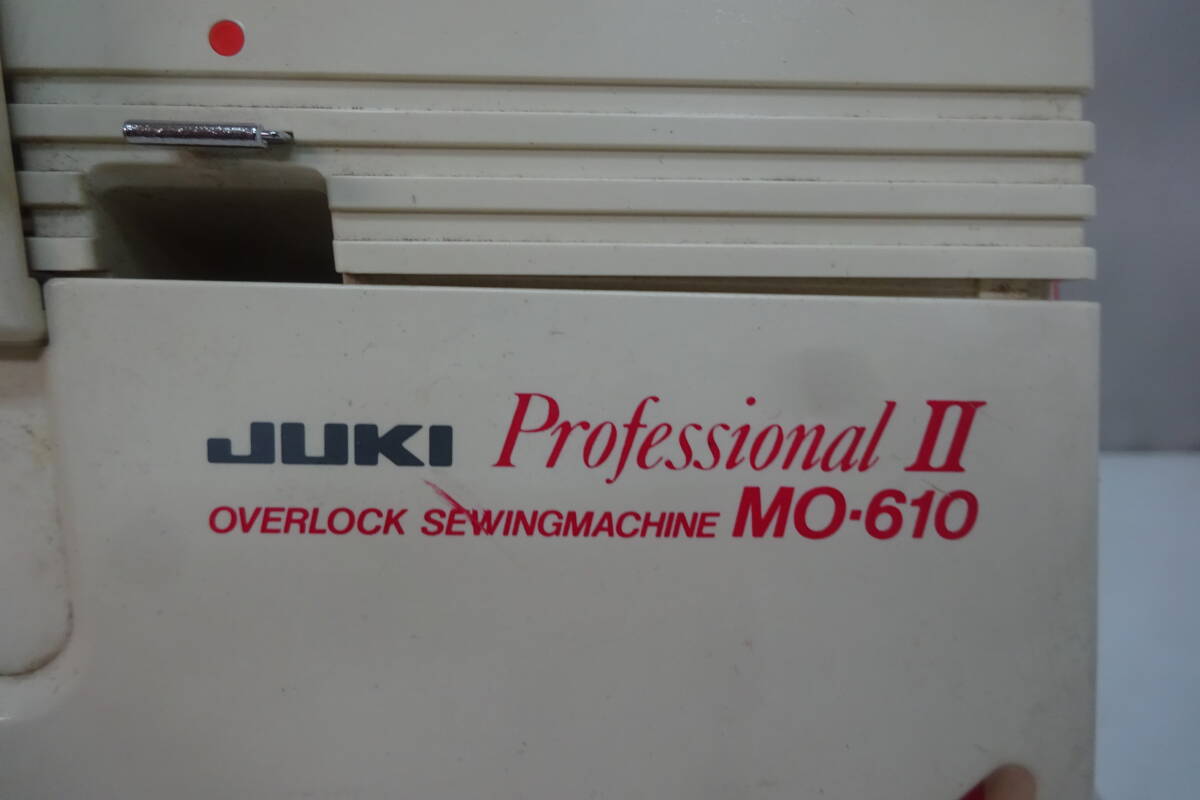 JUKI Professional II
OVERLOCK SEWINGMACHINE MO-610